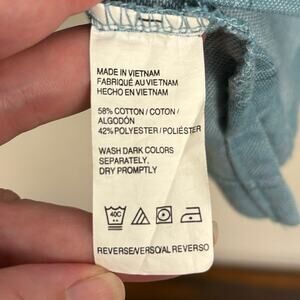 MADE IN VIETNAM
FABRIQUÉ AU VIETNAM
HECHO EN VIETNAM
58% COTTON / COTON /
ALGODÓN
42% POLYESTER / POLIÉSTER
WASH DARK COLORS
SEPARATELY,
DRY PROMPTLY
40C
REVERSE/VERSO/AL REVERSO